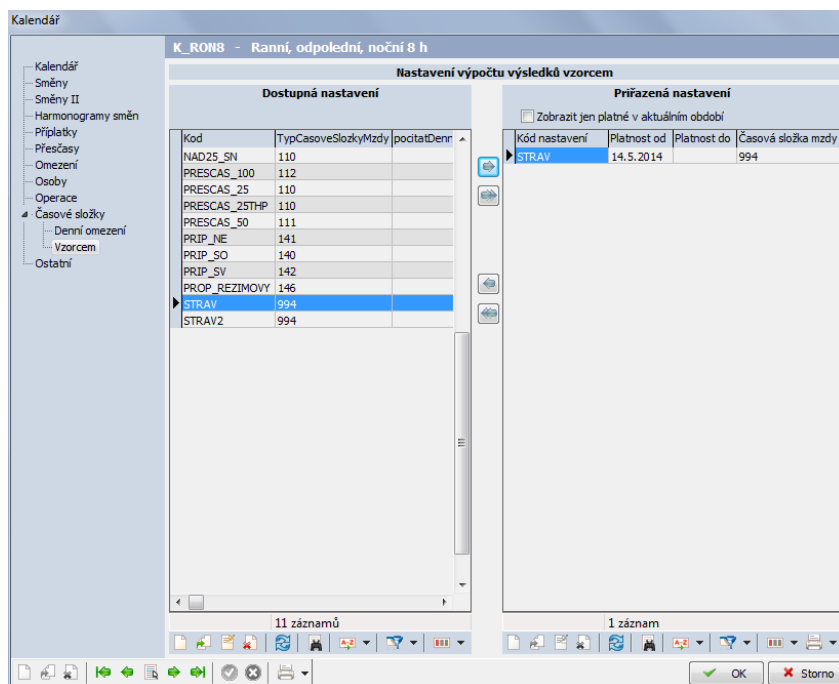 Kalendář
K_RON8 - Ranní, odpolední, noční 8 h
Kalendář
Směny
Směny II
Harmonogramy směn
Příplatky
Přesčasy
Omezení
Osoby
Operace
Časové složky
Denní omezení
Vzorcem
Ostatní
Nastavení výpočtu výsledků vzorcem
Dostupná nastavení
Kod TypCasoveSlozkyMzdy pocitatDenr
NAD25_SN 110
PRESCAS_100 112
PRESCAS_25 110
PRESCAS_25THP 110
PRESCAS_50 111
PRIP_NE 141
PRIP_SO 140
PRIP_SV 142
PROP_REZIMOVY 146
STRAV 994
STRAV2 994
11 záznamů
Přiřazená nastavení
Zobrazit jen platné v aktuálním období
Kód nastavení Platnost od Platnost do Časová složka mzdy
STRAV 14.5.2014 994
1 záznam
OK Storno